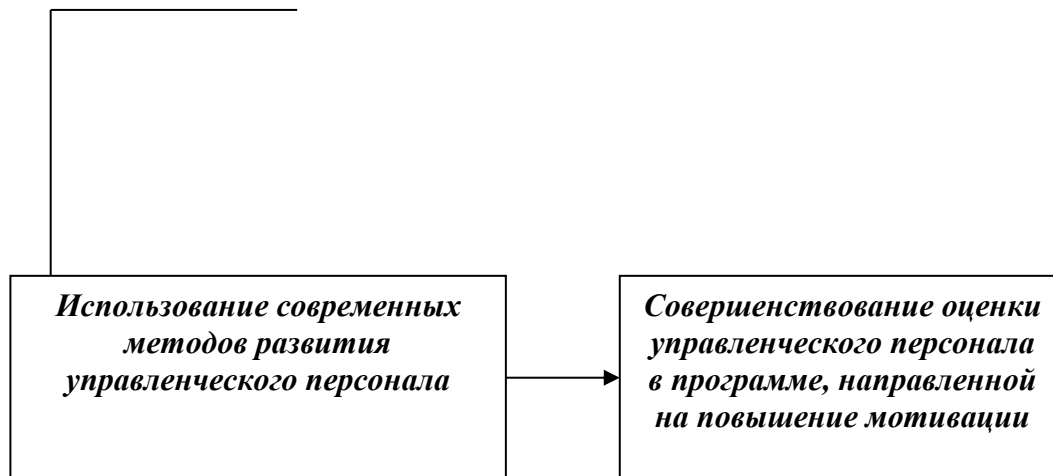 Использование современных
методов развития
управленческого персонала
Совершенствование оценки
управленческого персонала
в программе, направленной
на повышение мотивации